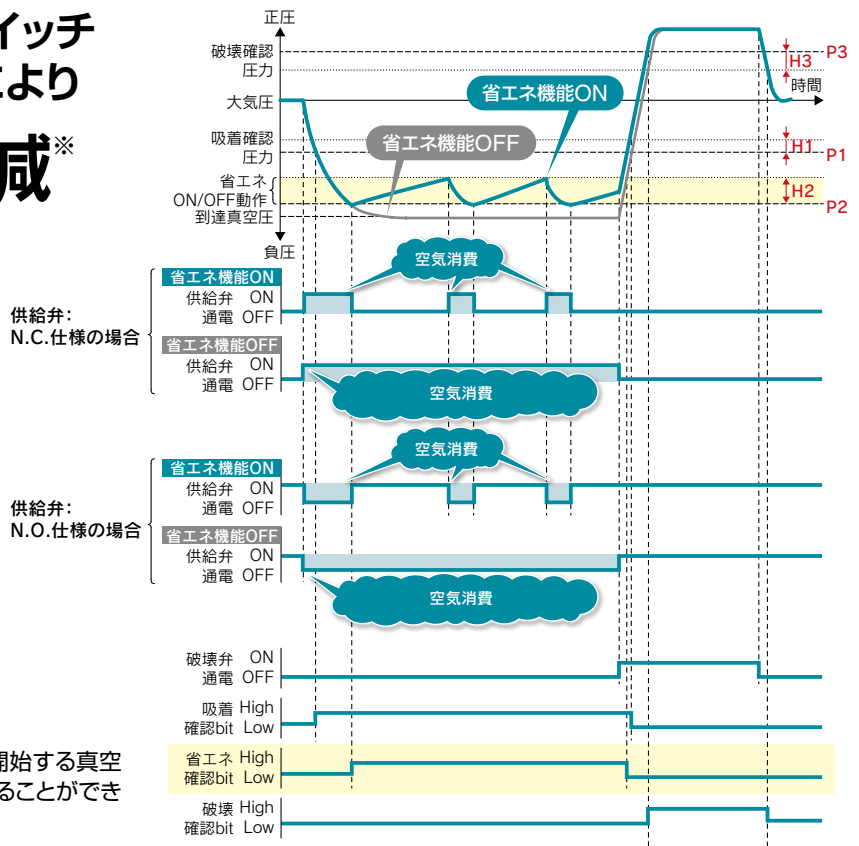 イッチ
により
減※
正圧
破壊確認
圧力
大気圧
吸着確認
圧力
省エネ
ON/OFF動作
到達真空圧
負圧
省エネ機能ON
省エネ機能OFF
時間
H3
P3
H1
P1
H2
P2
供給弁：
N.C.仕様の場合
省エネ機能ON
供給弁 ON
通電 OFF
空気消費
省エネ機能OFF
供給弁 ON
通電 OFF
空気消費
供給弁：
N.O.仕様の場合
省エネ機能ON
供給弁 ON
通電 OFF
空気消費
省エネ機能OFF
供給弁 ON
通電 OFF
空気消費
破壊弁 ON
通電 OFF
吸着 High
確認bit Low
開始する真空
ることができ
省エネ High
確認bit Low
破壊 High
確認bit Low